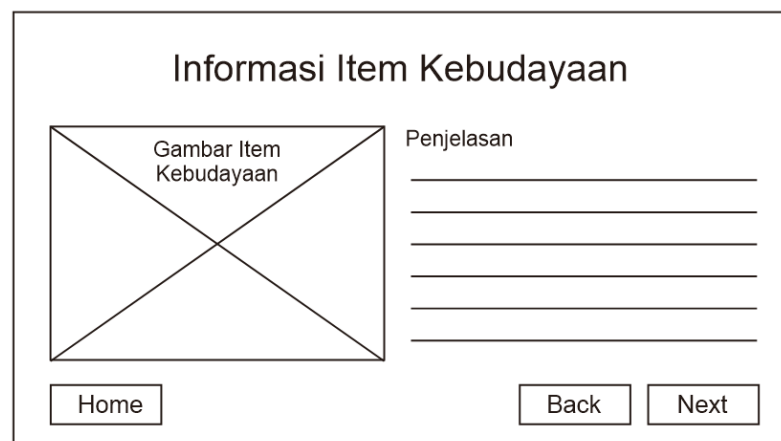 Informasi Item Kebudayaan
Gambar Item
Kebudayaan
Penjelasan
Home
Back
Next